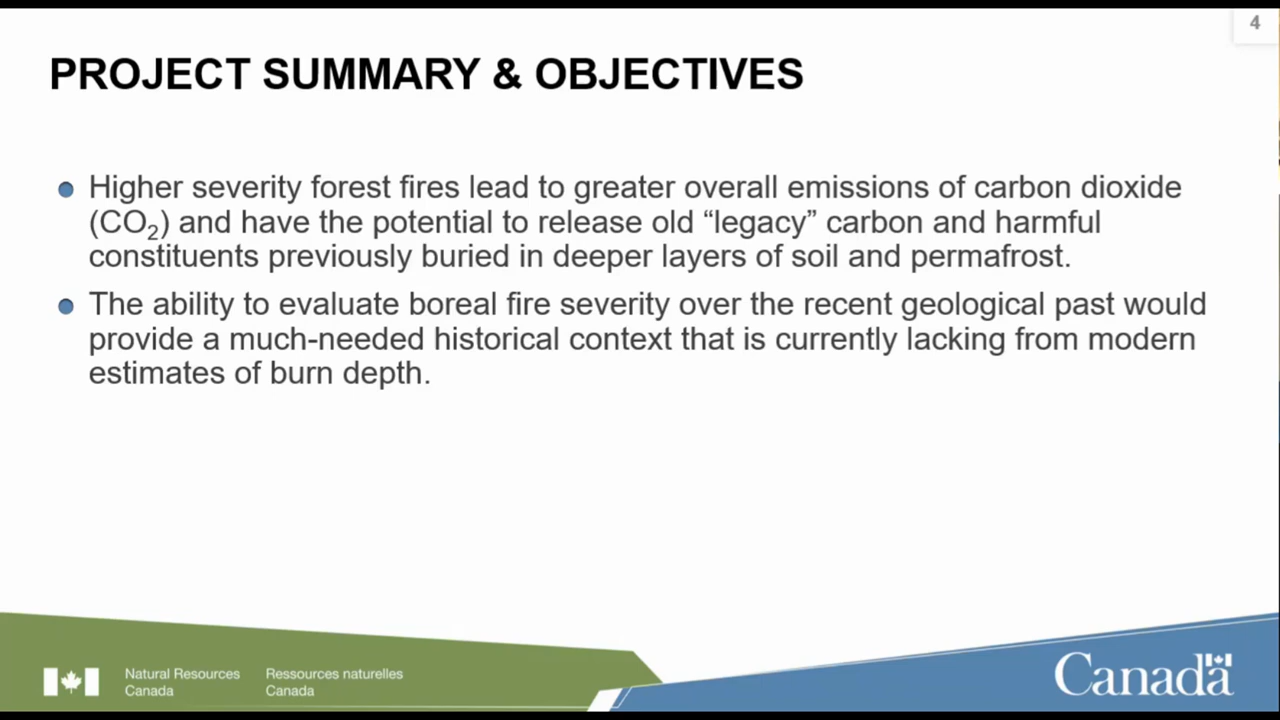 4
PROJECT SUMMARY & OBJECTIVES
Higher severity forest fires lead to greater overall emissions of carbon dioxide
(CO₂) and have the potential to release old “legacy” carbon and harmful
constituents previously buried in deeper layers of soil and permafrost.
The ability to evaluate boreal fire severity over the recent geological past would
provide a much-needed historical context that is currently lacking from modern
estimates of burn depth.
Natural Resources
Canada
Ressources naturelles
Canada
Canada